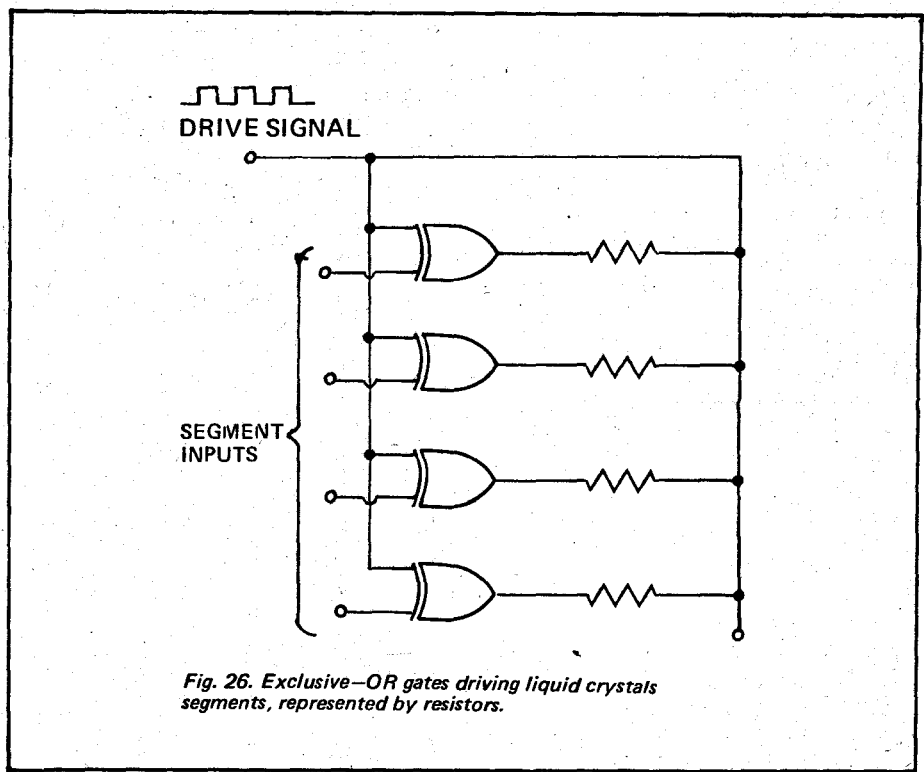 DRIVE SIGNAL
SEGMENT
INPUTS
Fig. 26. Exclusive—OR gates driving liquid crystals
segments, represented by resistors.